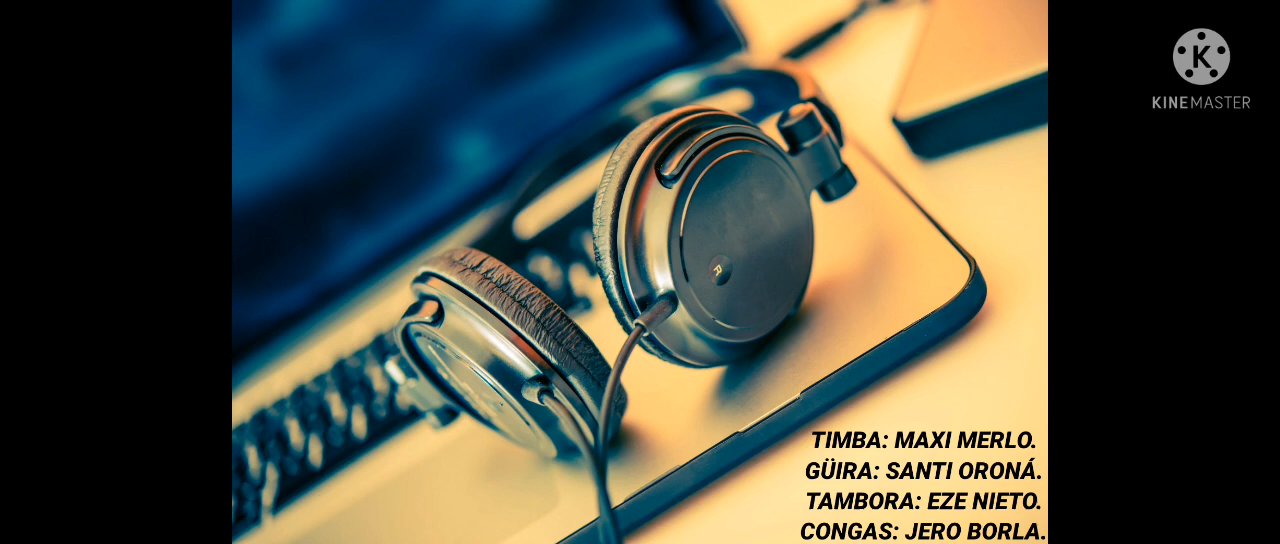 K
KINEMASTER
R
TIMBA: MAXI MERLO.
GÜIRA: SANTI ORONÁ.
TAMBORA: EZE NIETO.
CONGAS: JERO BORLA.